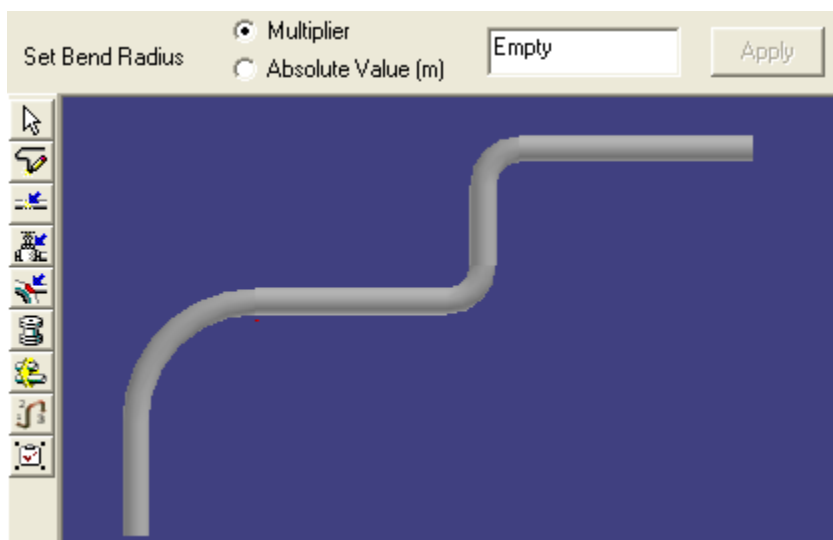 Set Bend Radius
Multiplier
Absolute Value (m)
Empty
Apply